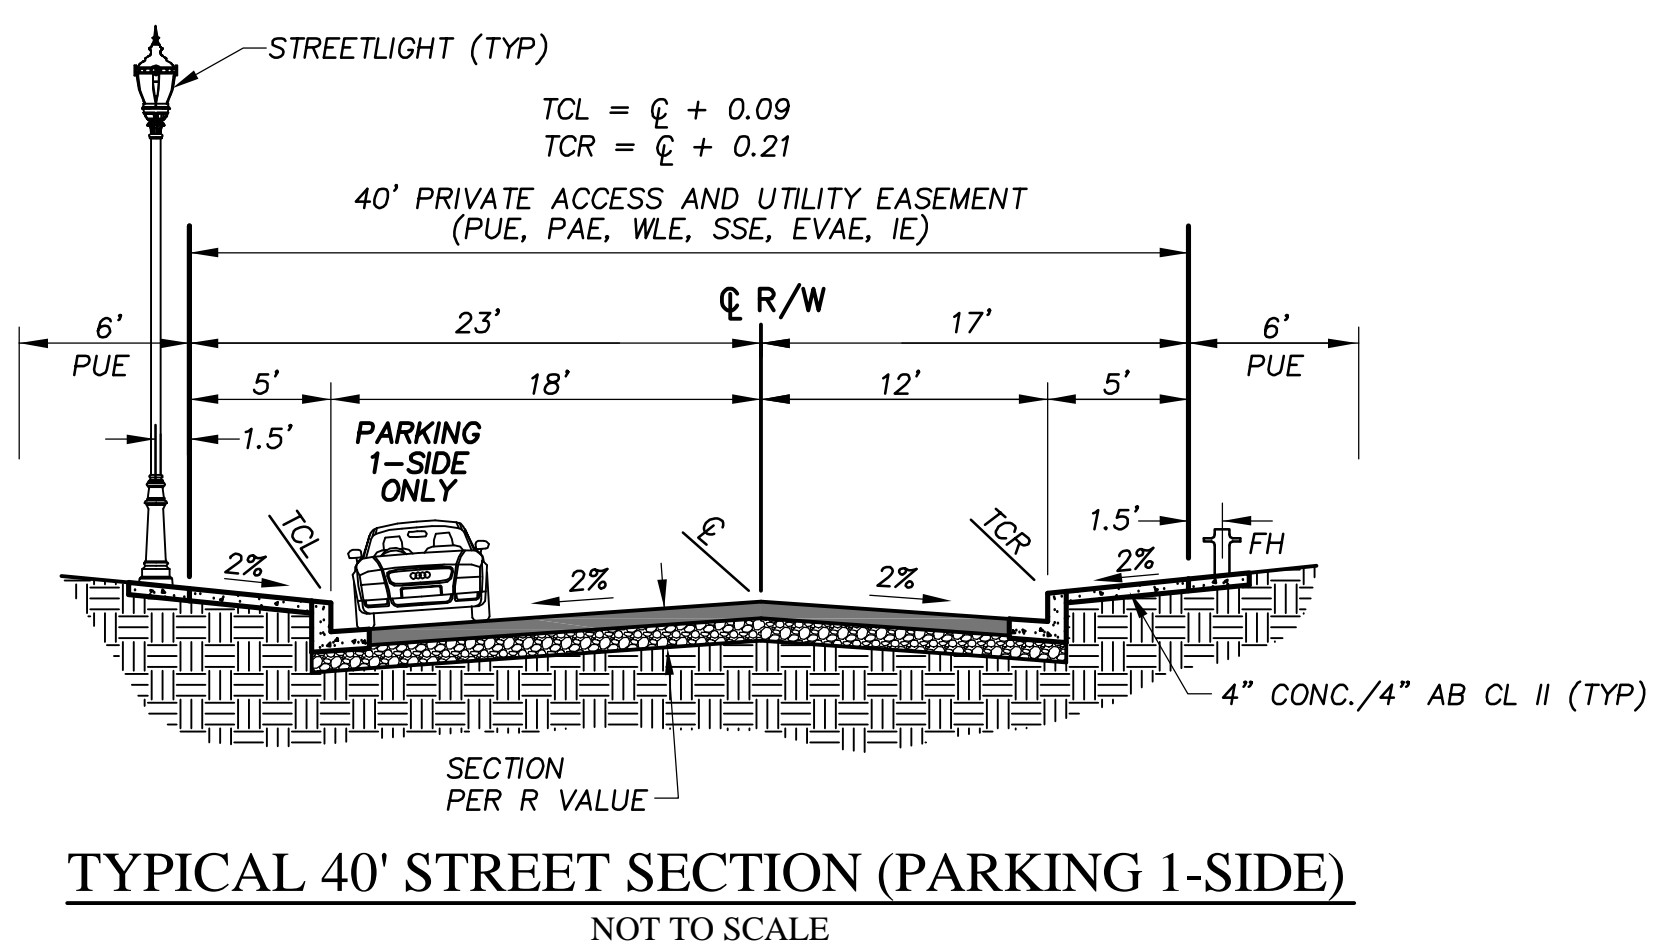 STREETLIGHT (TYP)
TCL = ℄ + 0.09
TCR = ℄ + 0.21
40' PRIVATE ACCESS AND UTILITY EASEMENT
(PUE, PAE, WLE, SSE, EVAE, IE)
℄ R/W
6'
23'
17'
6'
PUE
PUE
5'
18'
12'
5'
1.5'
PARKING
1-SIDE
ONLY
TCL
℄
TCR
1.5'
FH
2%
2%
2%
2%
4" CONC./4" AB CL II (TYP)
SECTION
PER R VALUE
TYPICAL 40' STREET SECTION (PARKING 1-SIDE)
NOT TO SCALE